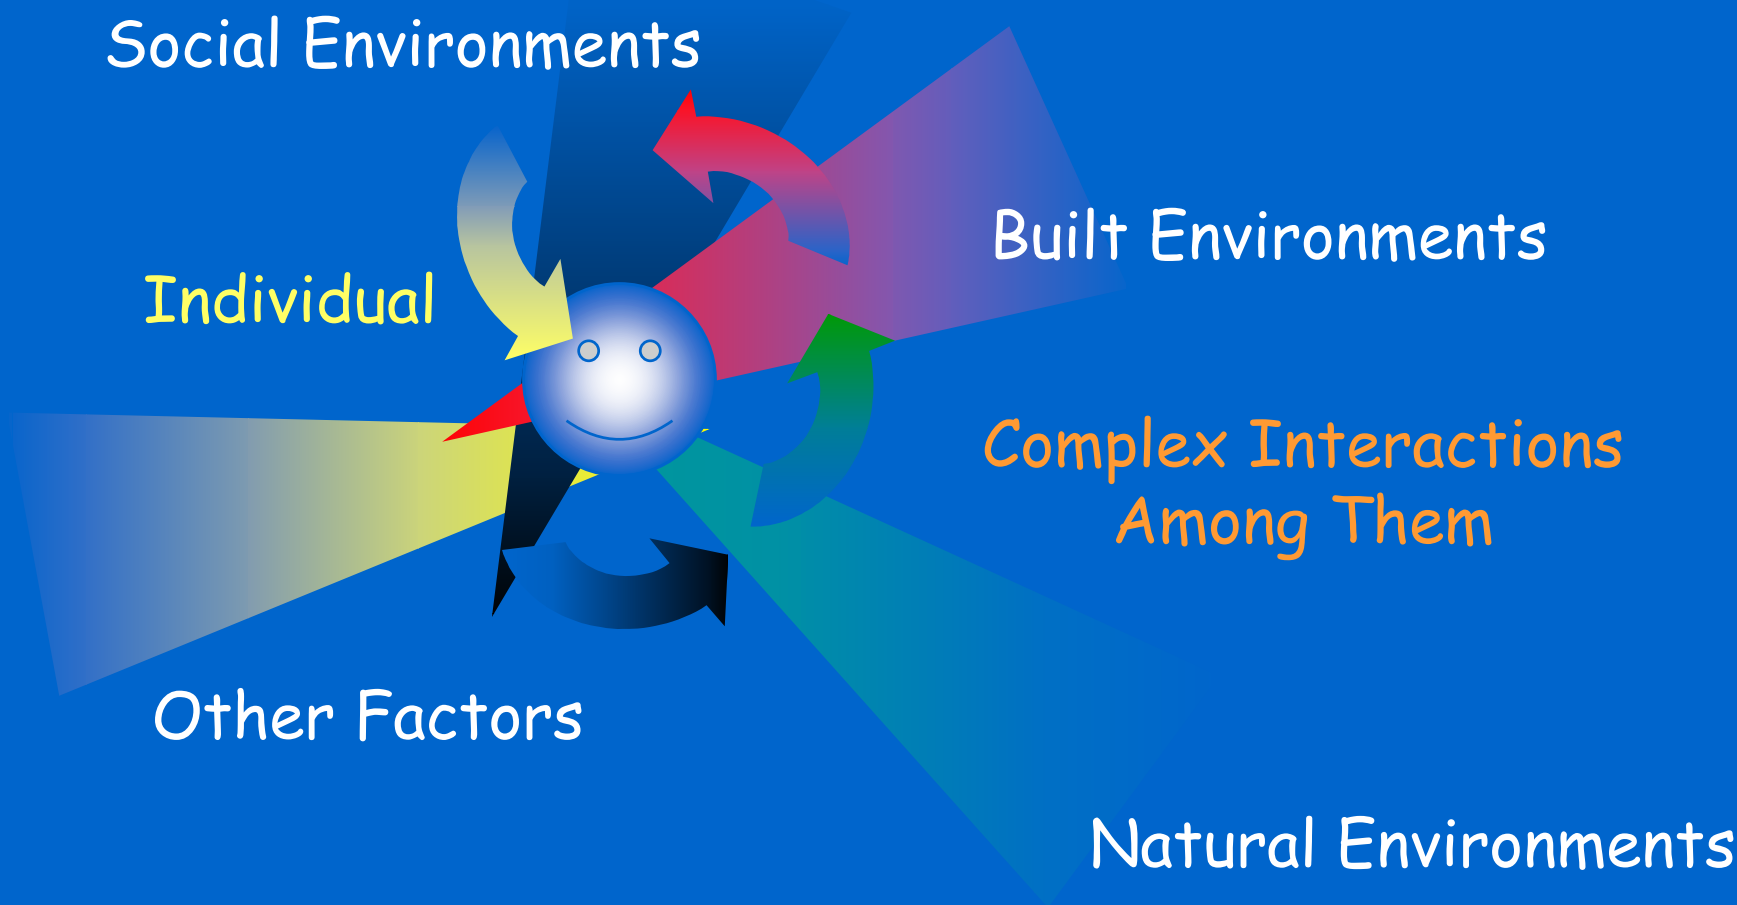 Social Environments
Built Environments
Individual
Complex Interactions
Among Them
Other Factors
Natural Environments